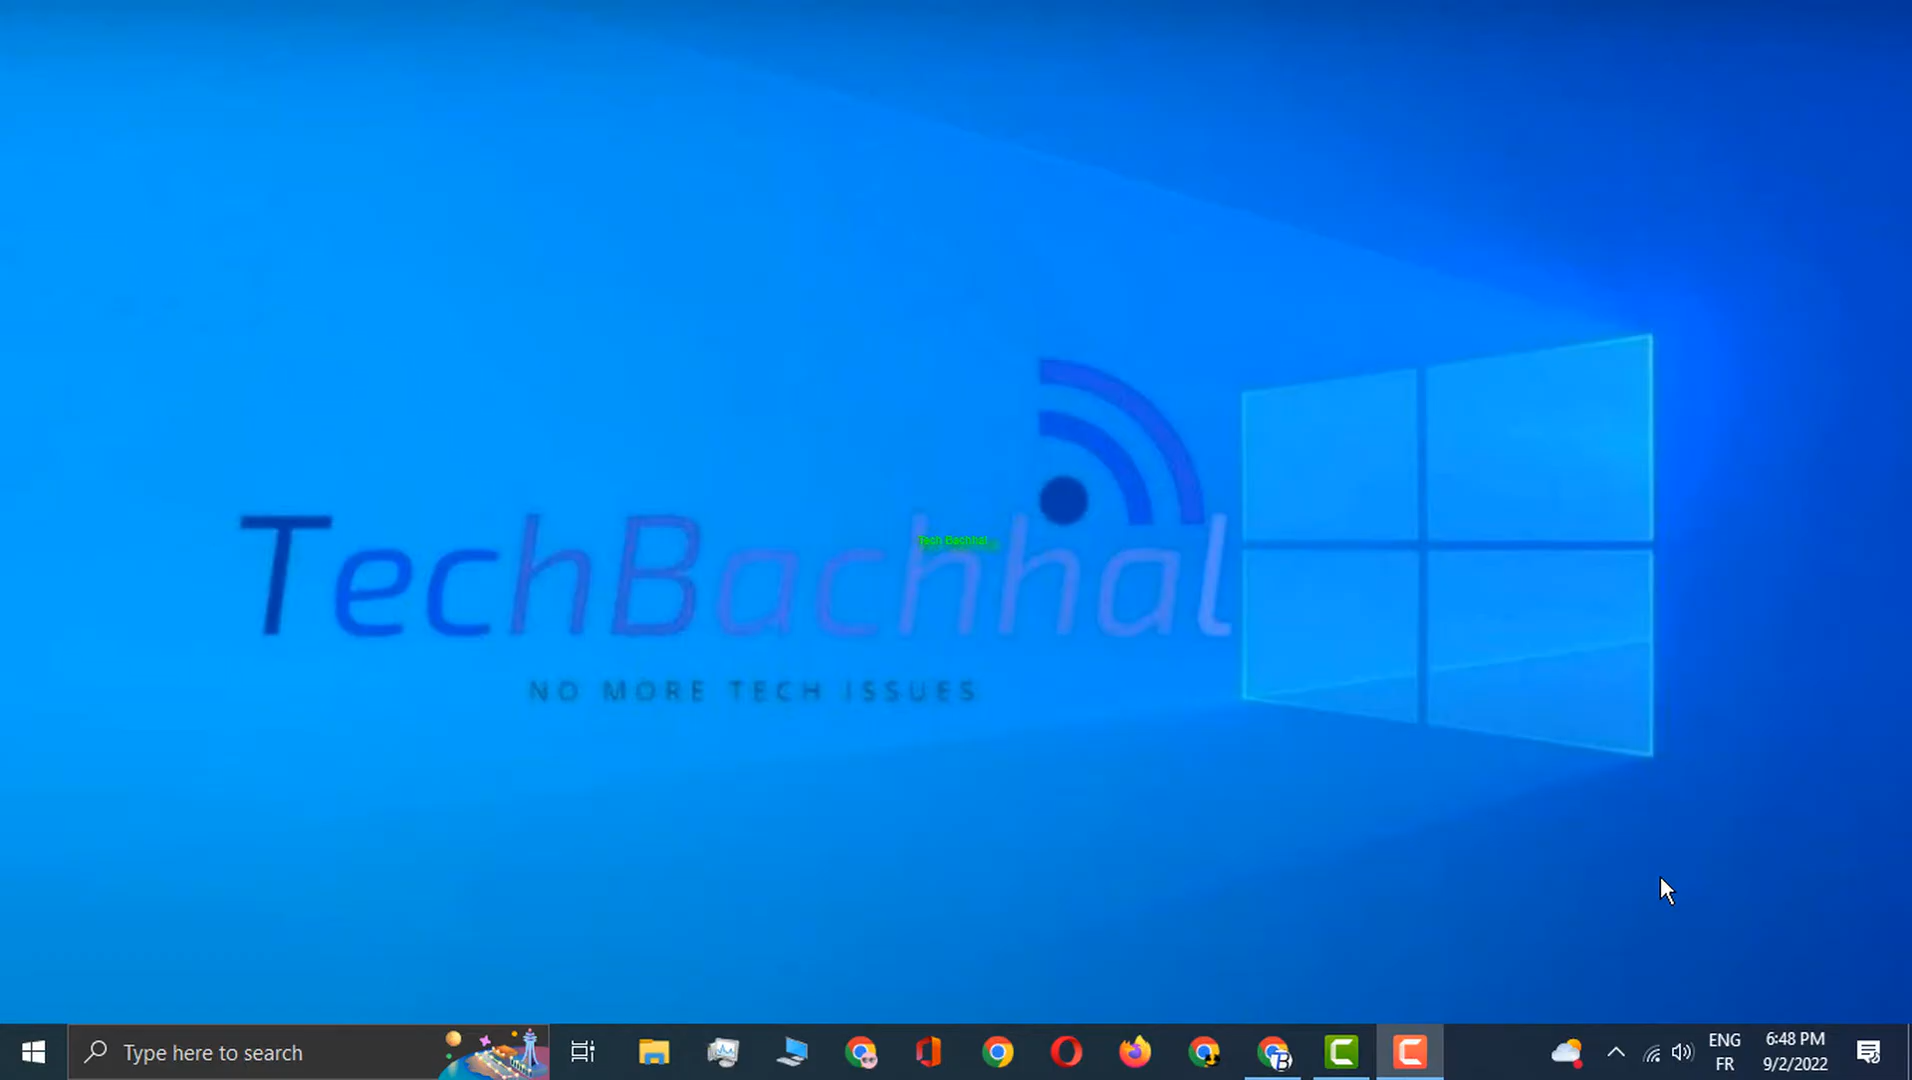 TechBachhal
Tech Bachhal
NO MORE TECH ISSUES
Type here to search
ENG
FR
6:48 PM
9/2/2022